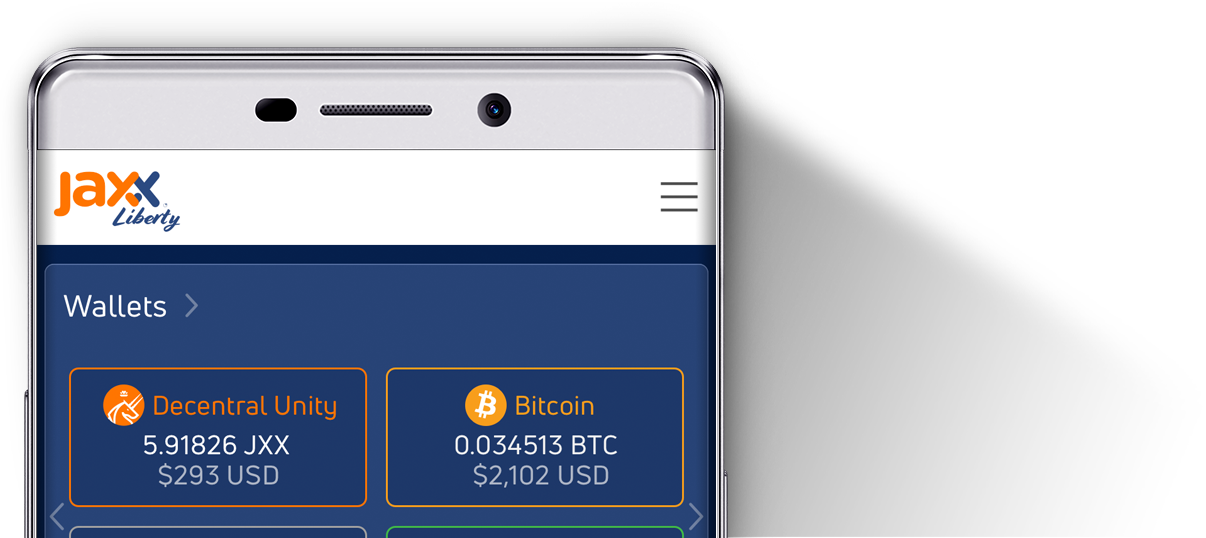 jaxx
Liberty
Wallets
Decentral Unity
5.91826 JXX
$293 USD
Bitcoin
0.034513 BTC
$2,102 USD